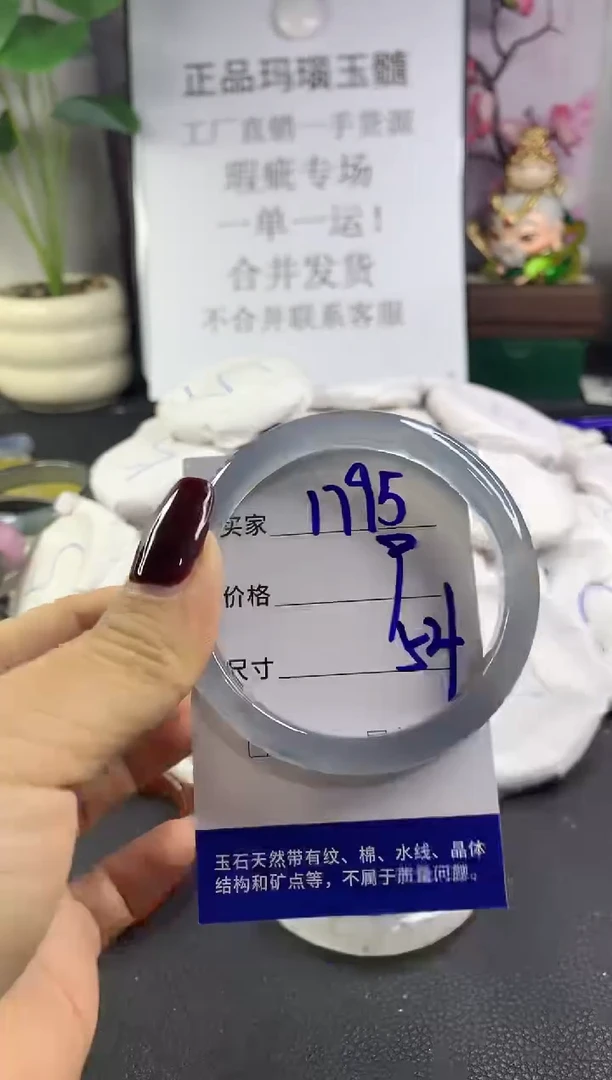 正品玛瑙玉髓
工厂直销一手货源
瑕疵专场
一单一运！
合并发货
不合并联系客服
买家 1795
价格
尺寸 54
玉石天然带有纹、棉、水线、晶体
结构和矿点等，不属于质量问题。